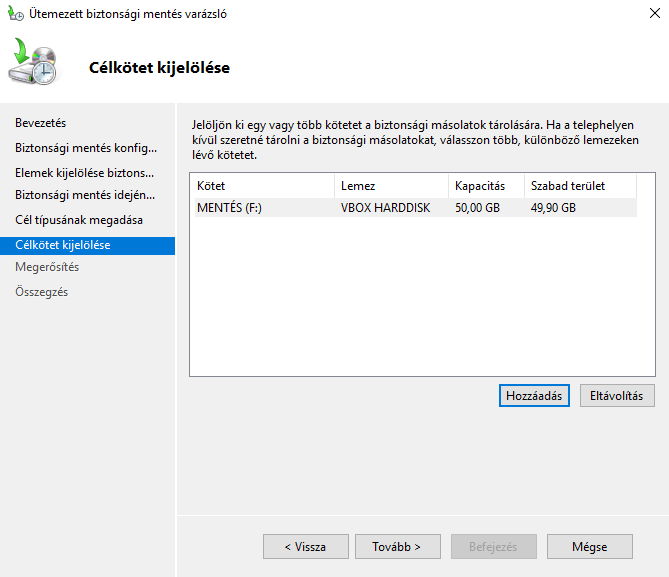 Ütemezett biztonsági mentés varázsló
Célkötet kijelölése
Bevezetés
Biztonsági mentés konfig...
Elemek kijelölése biztons...
Biztonsági mentés idején...
Cél típusának megadása
Célkötet kijelölése
Megerősítés
Összegzés
Jelöljön ki egy vagy több kötetet a biztonsági másolatok tárolására. Ha a telephelyen
kívül szeretné tárolni a biztonsági másolatokat, válasszon több, különböző lemezeken
lévő kötetet.
Kötet Lemez Kapacitás Szabad terület
MENTÉS (F:) VBOX HARDDISK 50,00 GB 49,90 GB
Hozzáadás Eltávolítás
< Vissza Tovább > Befejezés Mégse